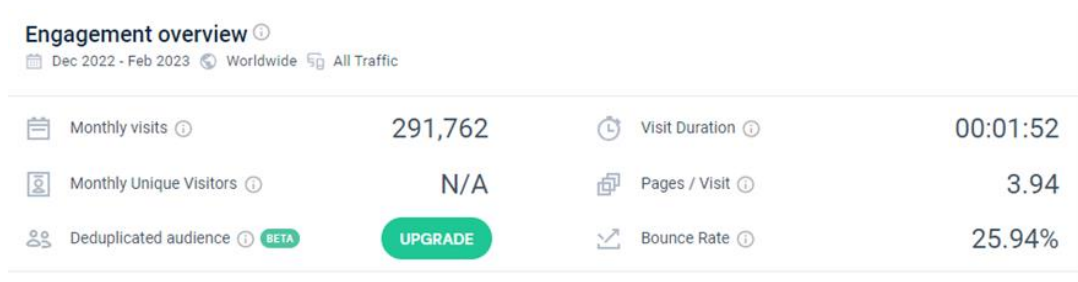 Engagement overview
Dec 2022 - Feb 2023 Worldwide All Traffic
Monthly visits 291,762 Visit Duration 00:01:52
Monthly Unique Visitors N/A Pages / Visit 3.94
Deduplicated audience BETA UPGRADE Bounce Rate 25.94%